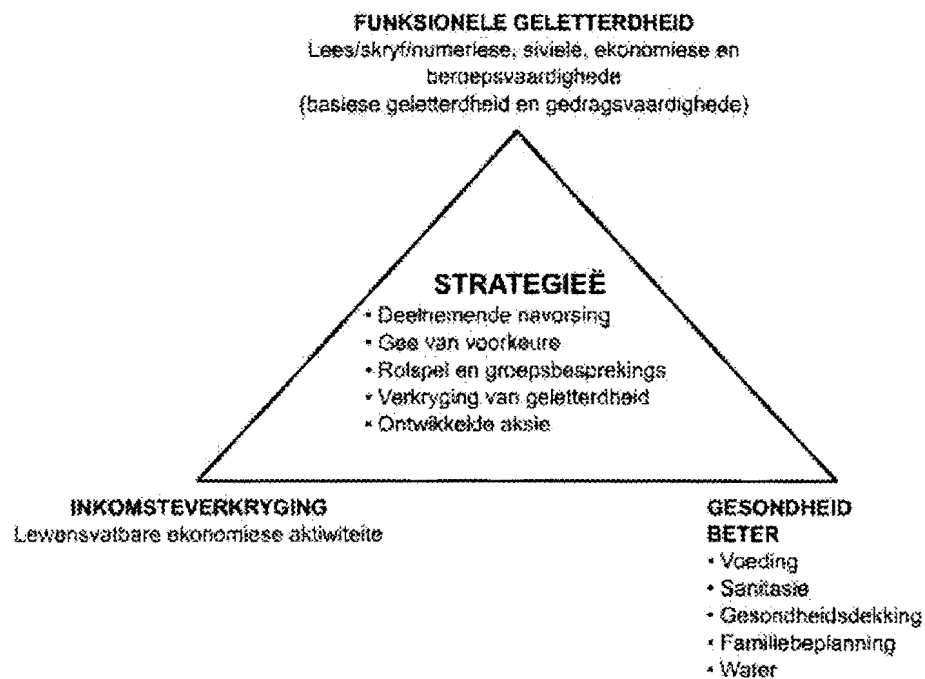 FUNKSIONELE GELETTERDHEID
Lees/skryf/numeriese, siviele, ekonomiese en
beroepsvaardighede
(basiese geletterdheid en gedragsvaardighede)
STRATEGIEË
• Deelnemende navorsing
• Gee van voorkeure
• Rolspel en groepsbesprekings
• Verkryging van geletterdheid
• Ontwikkelde aksie
INKOMSTEVERKRYGING
Lewensvatbare ekonomiese aktiwiteite
GESONDHEID
BETER
• Voeding
• Sanitasie
• Gesondheidsdekking
• Familiebeplanning
• Water